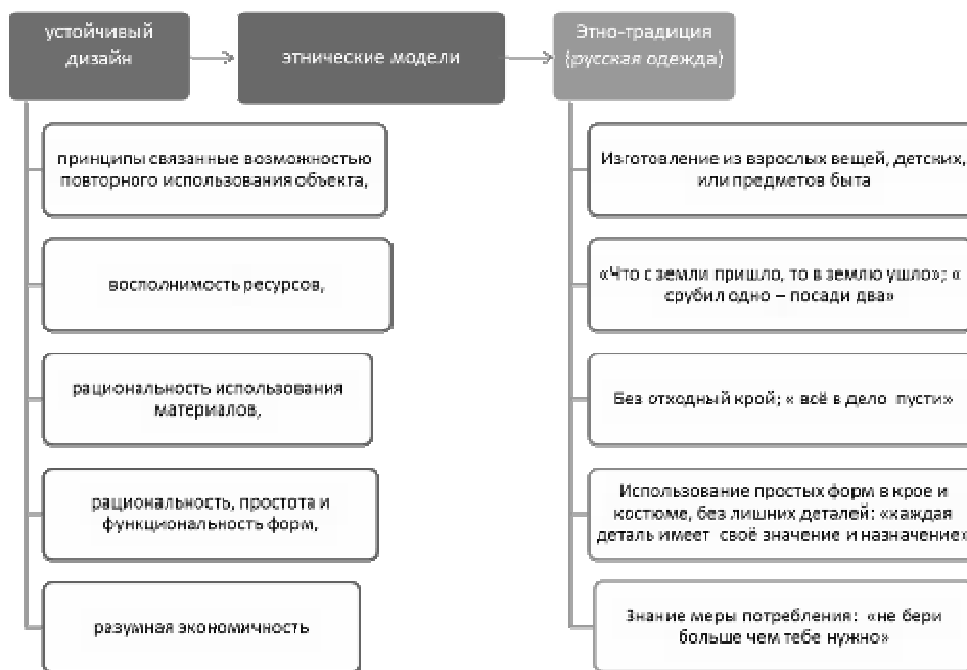 устойчивый
дизайн
этнические модели
Этно-традиция
(русская одежда)
принципы связанные возможностью
повторного использования объекта,
восполнимость ресурсов,
рациональность использования
материалов,
рациональность, простота и
функциональность форм,
разумная экономичность
Изготовление из взрослых вещей, детских,
или предметов быта
«Что с земли пришло, то в землю ушло»; «
срубил одно – посади два»
Без отходный крой; « всё в дело пусти»
Использование простых форм в крое и
костюме, без лишних деталей: «каждая
деталь имеет своё значение и назначение»
Знание меры потребления: «не бери
больше чем тебе нужно»